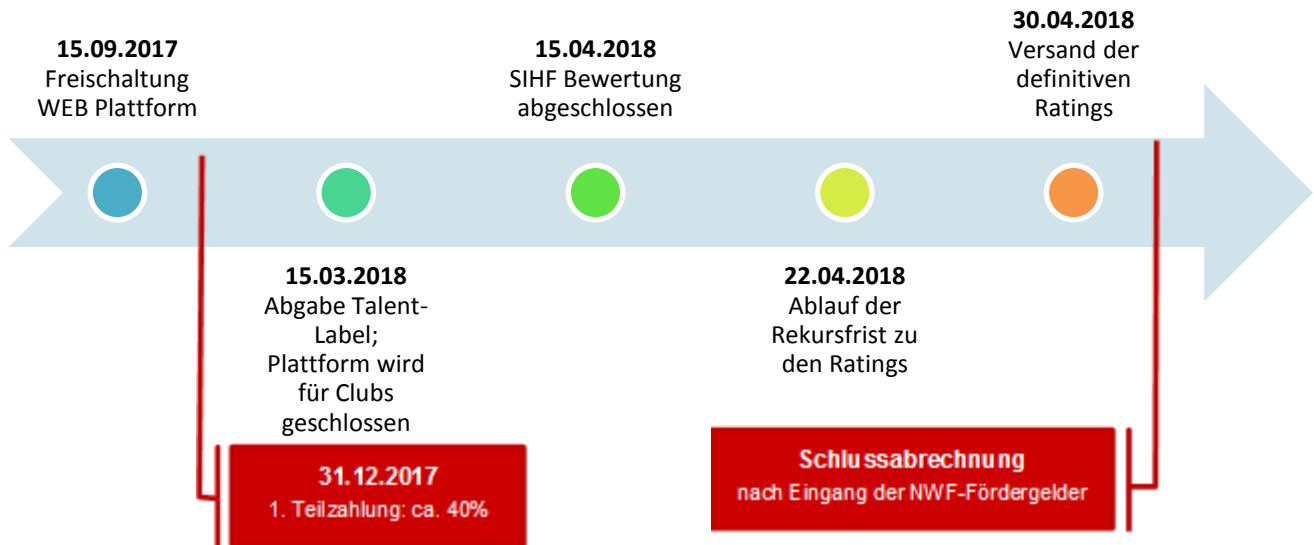 15.09.2017
Freischaltung
WEB Plattform
15.04.2018
SIHF Bewertung
abgeschlossen
30.04.2018
Versand der
definitiven
Ratings
15.03.2018
Abgabe Talent-
Label;
Plattform wird
für Clubs
geschlossen
22.04.2018
Ablauf der
Rekursfrist zu
den Ratings
31.12.2017
1. Teilzahlung: ca. 40%
Schlussabrechnung
nach Eingang der NWF-Fördergelder